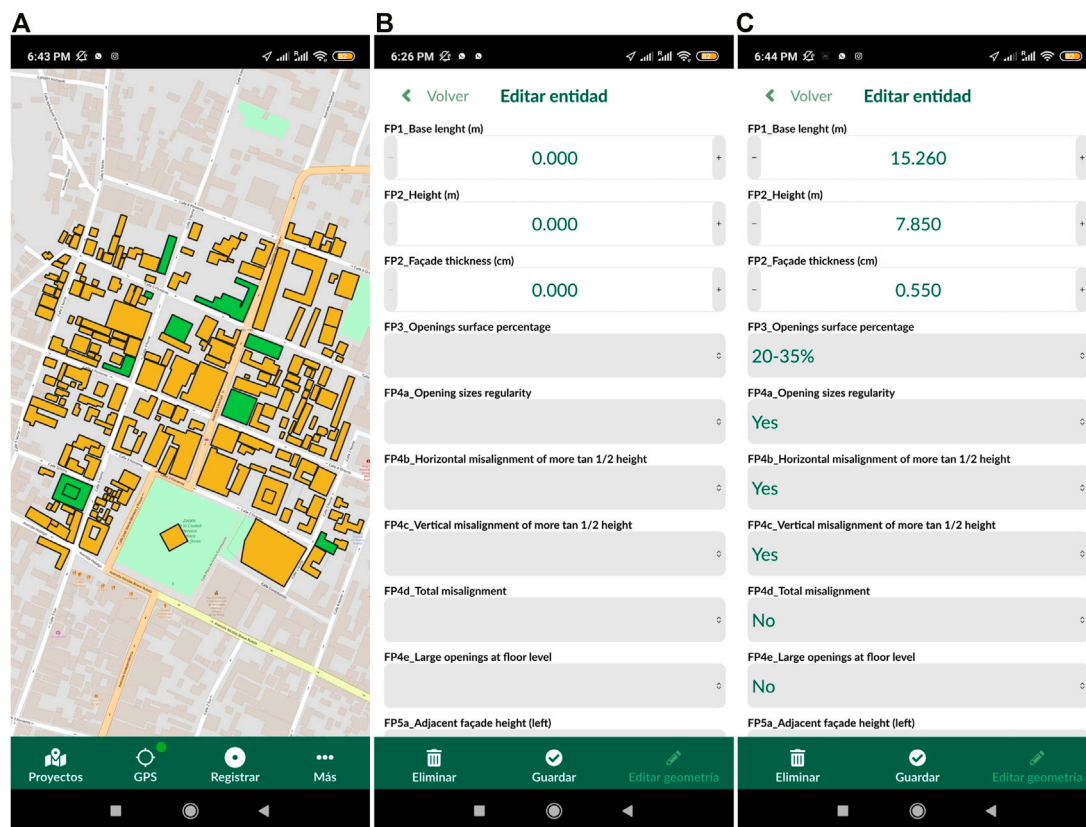 A
B
C
6:43 PM
6:26 PM
6:44 PM
Proyectos
GPS
Registrar
Más
Volver
Editar entidad
FP1_Base lenght (m)
0.000
FP2_Height (m)
0.000
FP2_Façade thickness (cm)
0.000
FP3_Openings surface percentage
FP4a_Opening sizes regularity
FP4b_Horizontal misalignment of more tan 1/2 height
FP4c_Vertical misalignment of more tan 1/2 height
FP4d_Total misalignment
FP4e_Large openings at floor level
FP5a_Adjacent façade height (left)
Eliminar
Guardar
Editar geometría
Volver
Editar entidad
FP1_Base lenght (m)
15.260
FP2_Height (m)
7.850
FP2_Façade thickness (cm)
0.550
FP3_Openings surface percentage
20-35%
FP4a_Opening sizes regularity
Yes
FP4b_Horizontal misalignment of more tan 1/2 height
Yes
FP4c_Vertical misalignment of more tan 1/2 height
Yes
FP4d_Total misalignment
No
FP4e_Large openings at floor level
No
FP5a_Adjacent façade height (left)
Eliminar
Guardar
Editar geometría